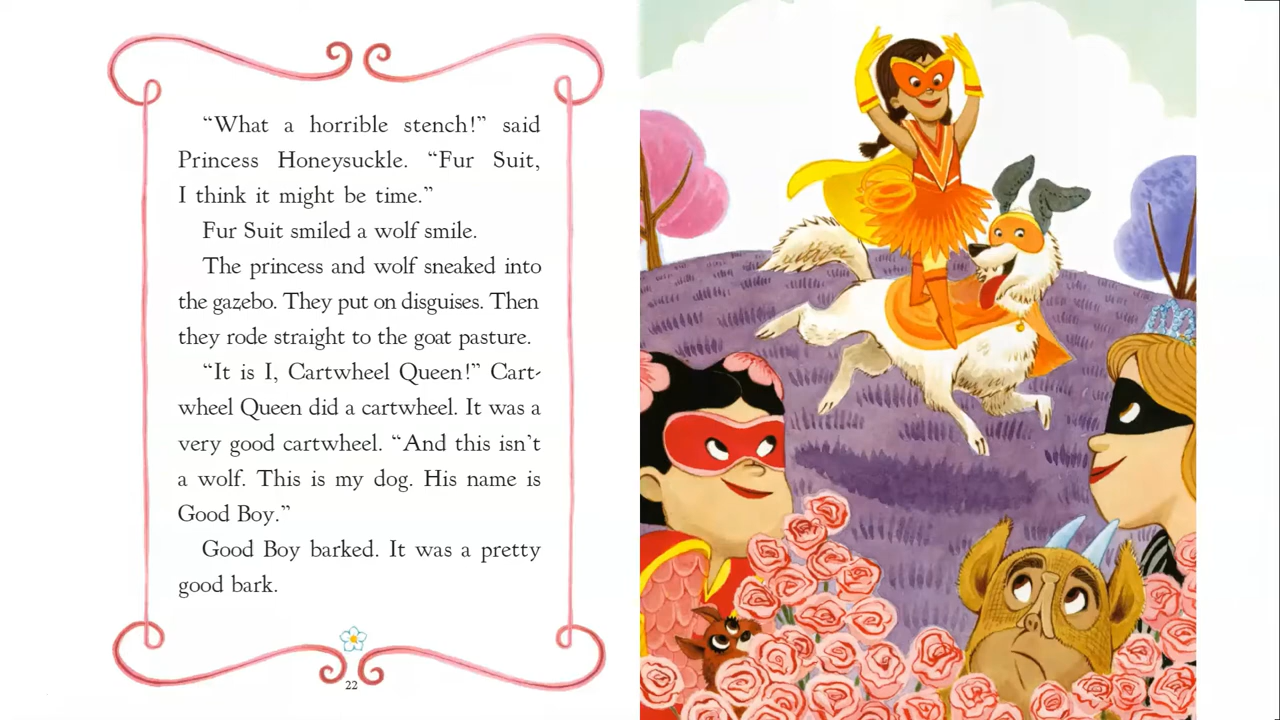 “What a horrible stench!” said
Princess Honeysuckle. “Fur Suit,
I think it might be time.”
Fur Suit smiled a wolf smile.
The princess and wolf sneaked into
the gazebo. They put on disguises. Then
they rode straight to the goat pasture.
“It is I, Cartwheel Queen!” Cart-
wheel Queen did a cartwheel. It was a
very good cartwheel. “And this isn’t
a wolf. This is my dog. His name is
Good Boy.”
Good Boy barked. It was a pretty
good bark.
22